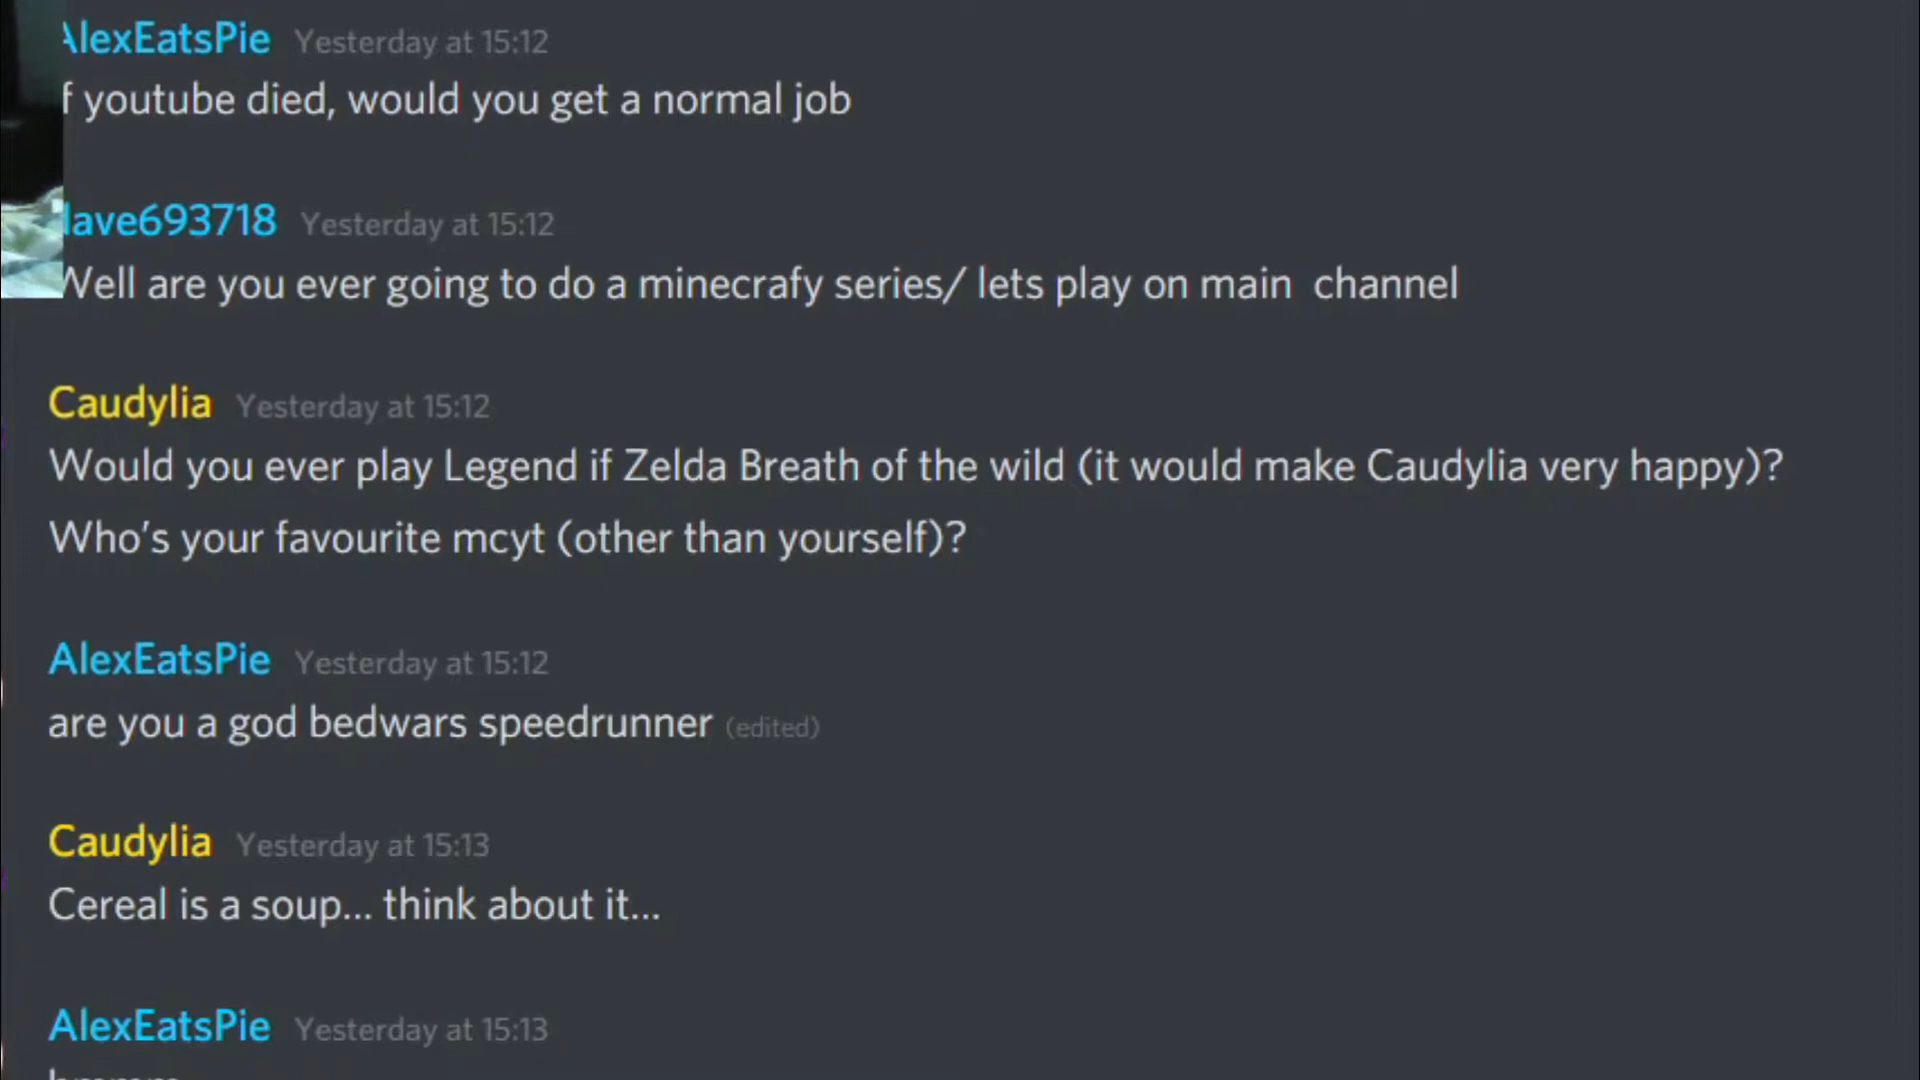 AlexEatsPie Yesterday at 15:12
f youtube died, would you get a normal job
lave693718 Yesterday at 15:12
Well are you ever going to do a minecrafy series/ lets play on main channel
Caudylia Yesterday at 15:12
Would you ever play Legend if Zelda Breath of the wild (it would make Caudylia very happy)?
Who's your favourite mcyt (other than yourself)?
AlexEatsPie Yesterday at 15:12
are you a god bedwars speedrunner (edited)
Caudylia Yesterday at 15:13
Cereal is a soup... think about it...
AlexEatsPie Yesterday at 15:13